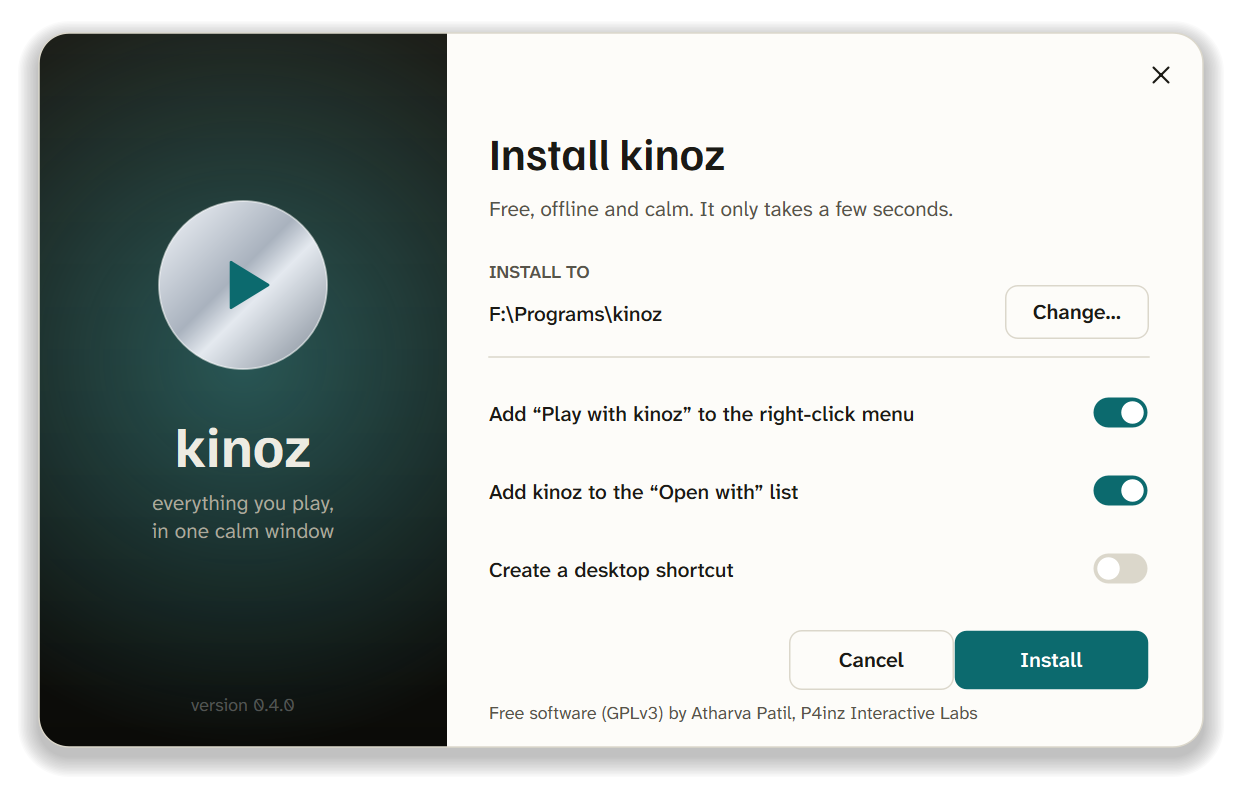 kinoz
everything you play,
in one calm window
version 0.4.0
Install kinoz
Free, offline and calm. It only takes a few seconds.
INSTALL TO
F:\Programs\kinoz
Change...
Add “Play with kinoz” to the right-click menu
Add kinoz to the “Open with” list
Create a desktop shortcut
Cancel
Install
Free software (GPLv3) by Atharva Patil, P4inz Interactive Labs